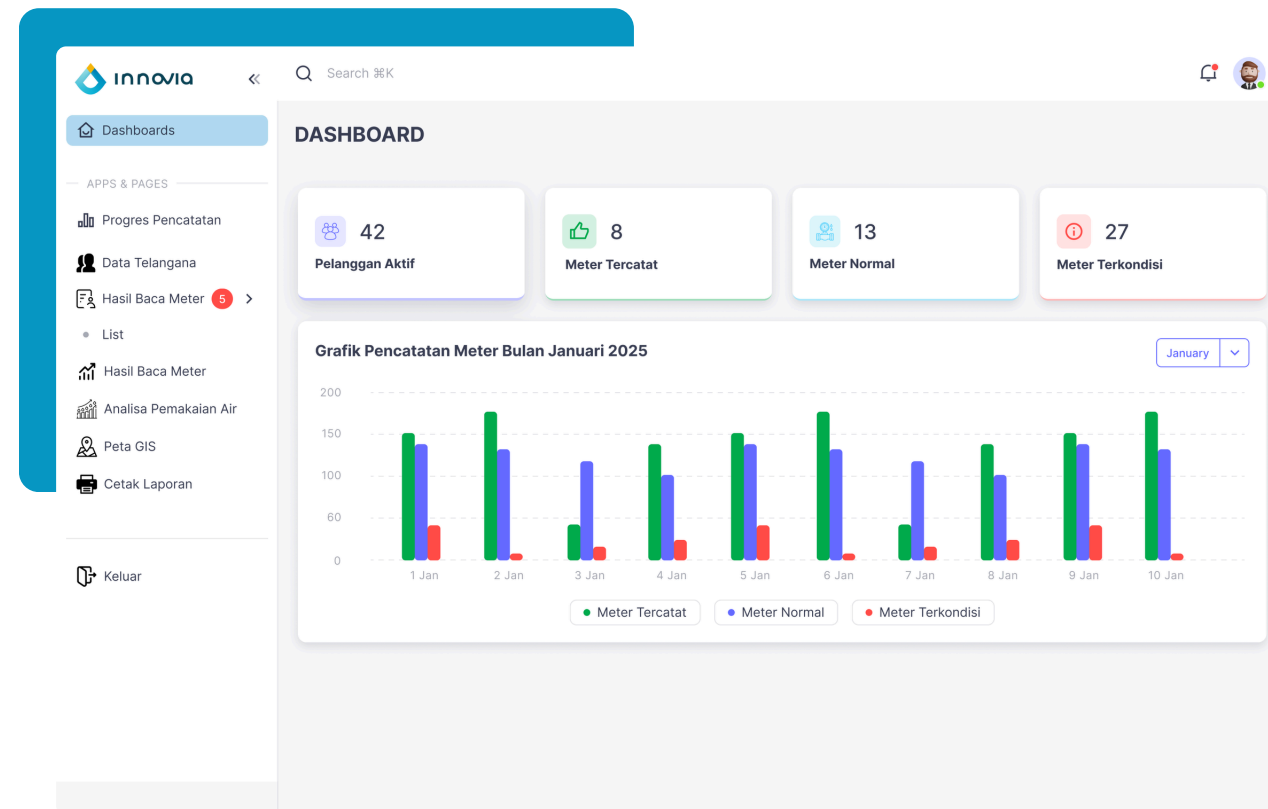 INNOVIA
Search ⌘K
Dashboards
APPS & PAGES
Progres Pencatatan
Data Telangana
Hasil Baca Meter 5
List
Hasil Baca Meter
Analisa Pemakaian Air
Peta GIS
Cetak Laporan
Keluar
DASHBOARD
42
Pelanggan Aktif
8
Meter Tercatat
13
Meter Normal
27
Meter Terkondisi
Grafik Pencatatan Meter Bulan Januari 2025
January
200
150
100
60
0
1 Jan 2 Jan 3 Jan 4 Jan 5 Jan 6 Jan 7 Jan 8 Jan 9 Jan 10 Jan
Meter Tercatat Meter Normal Meter Terkondisi